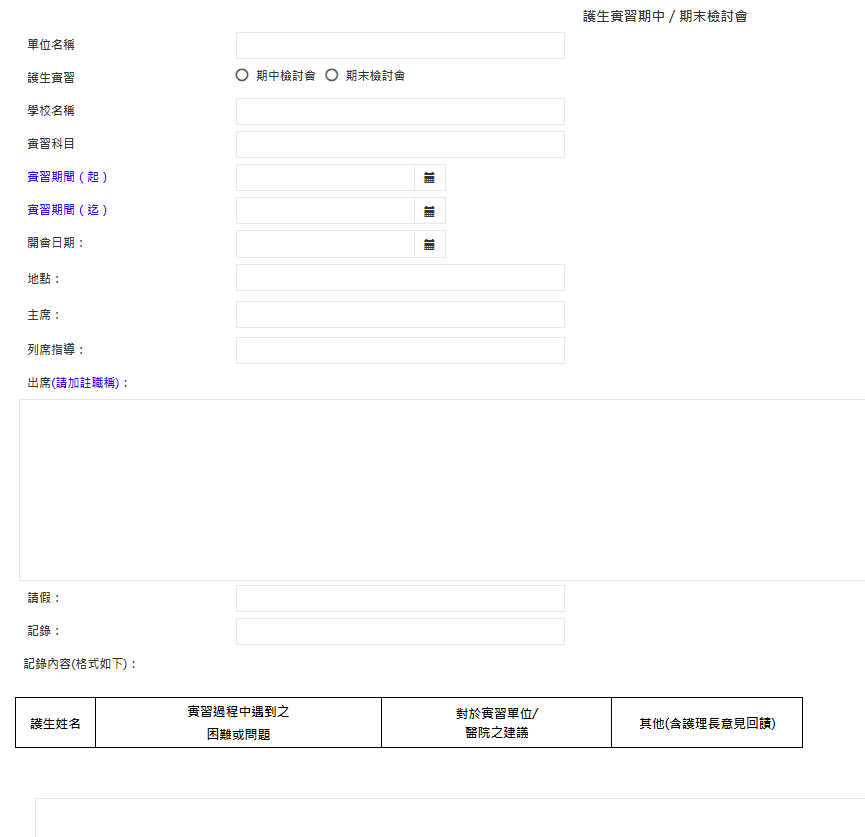 護生實習期中 / 期末檢討會
單位名稱
護生實習
期中檢討會 期末檢討會
學校名稱
實習科目
實習期間 ( 起 )
實習期間 ( 迄 )
開會日期：
地點：
主席：
列席指導：
出席(請加註職稱)：
請假：
記錄：
記錄內容(格式如下)：
護生姓名
實習過程中遇到之
困難或問題
對於實習單位/
醫院之建議
其他(含護理長意見回饋)